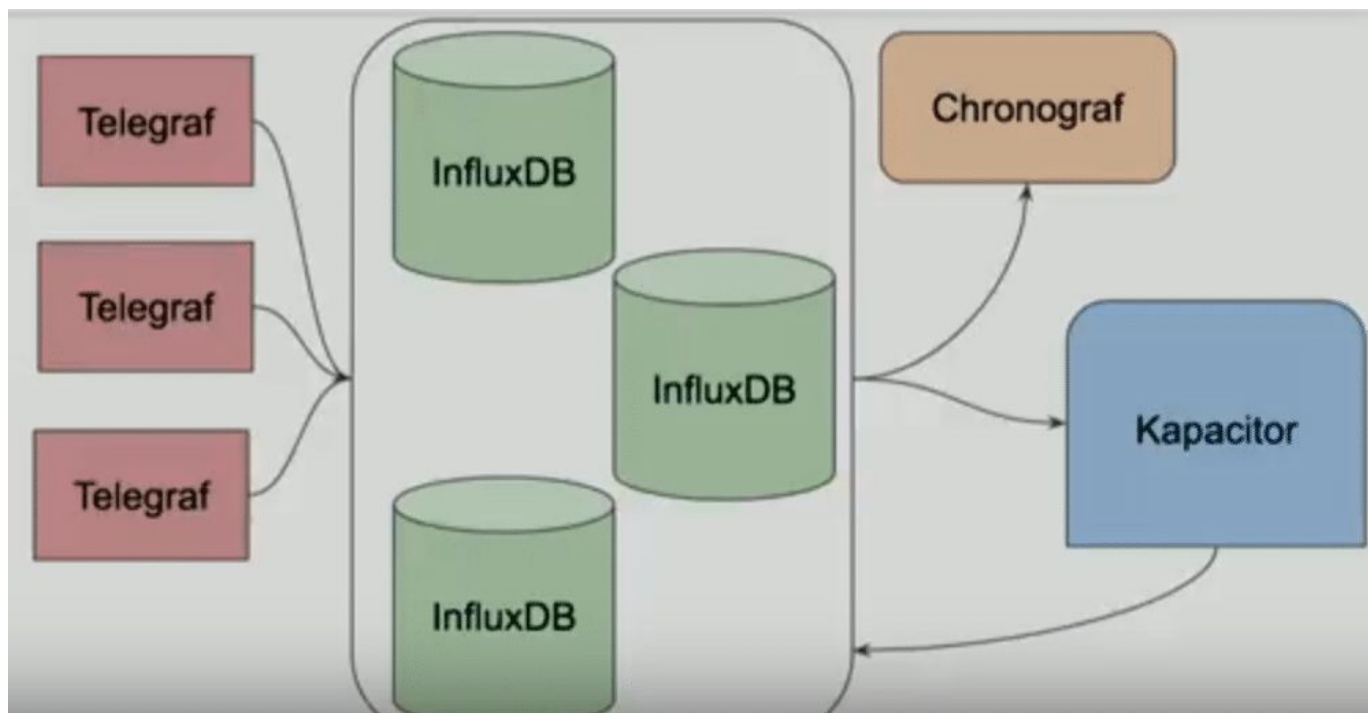 Telegraf
Telegraf
Telegraf
InfluxDB
InfluxDB
InfluxDB
Chronograf
Kapacitor